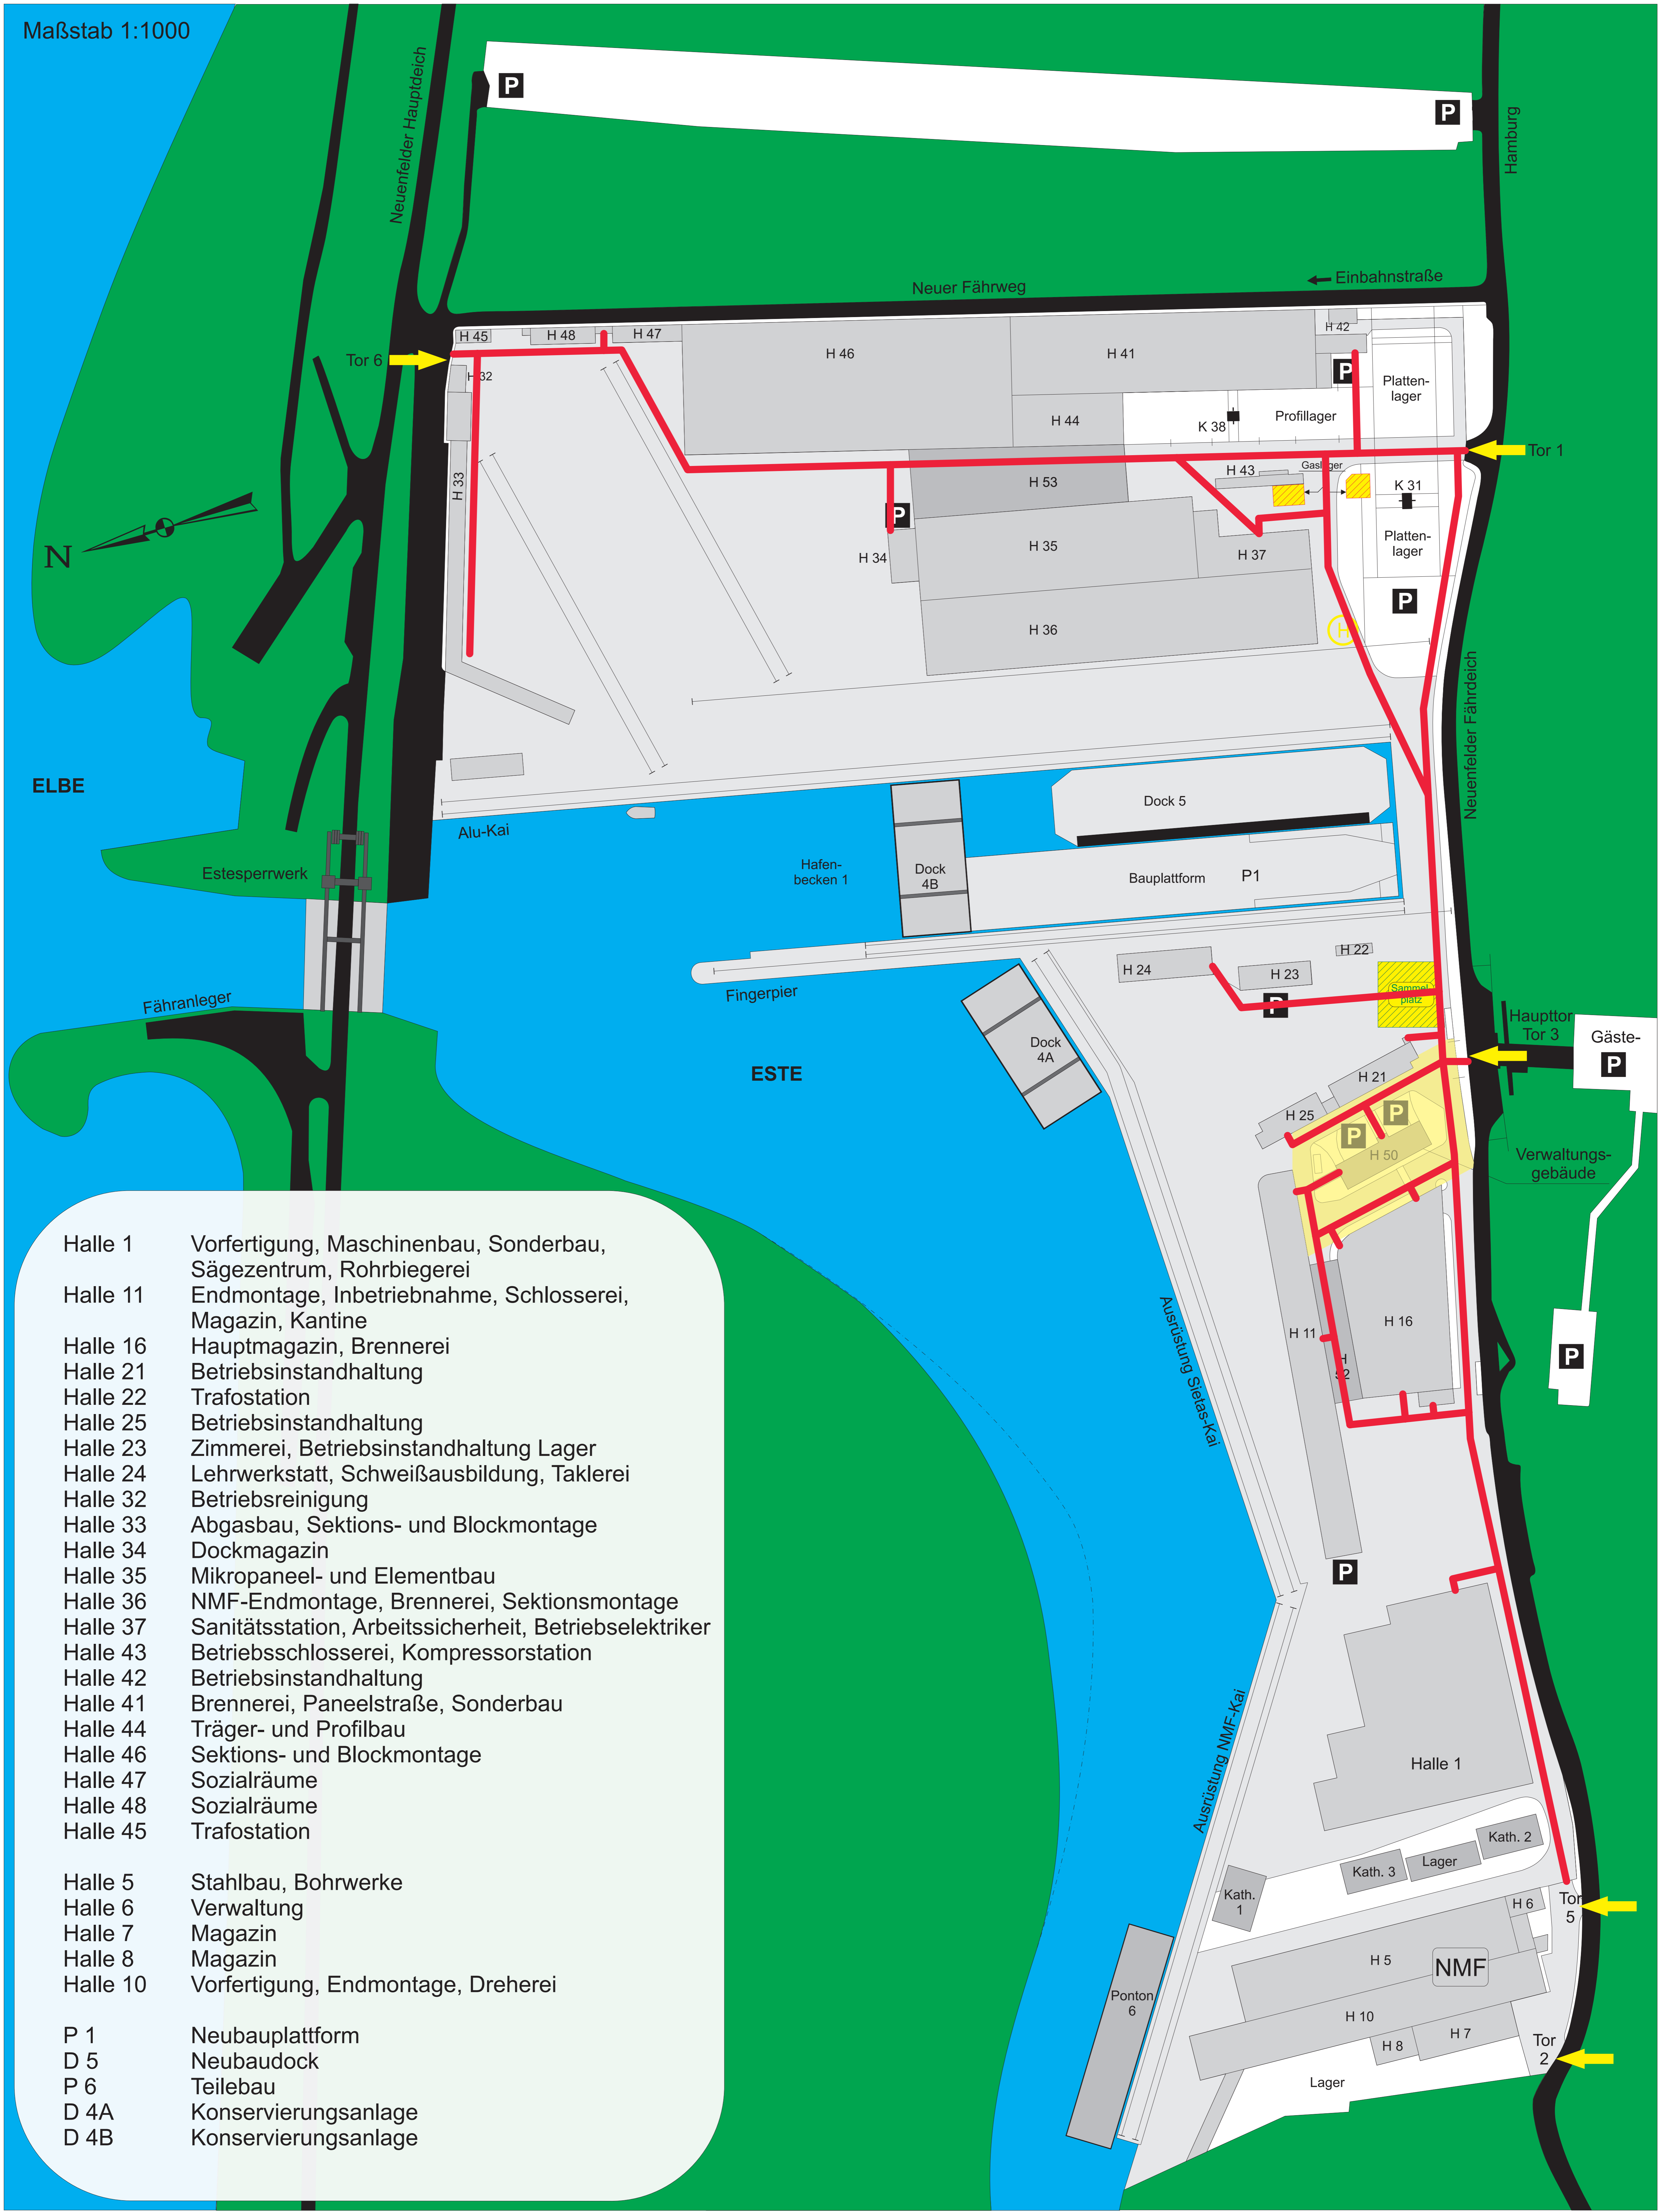 Maßstab 1:1000
Neuenfelder Hauptdeich
P
P
Hamburg
Einbahnstraße
Neuer Fährweg
Tor 6
H 45
H 48
H 47
H 46
H 41
H 42
P
Platten-
lager
H 32
H 44
K 38
Profillager
Tor 1
H 33
H 53
H 43
Gaslager
K 31
P
H 34
H 35
H 37
Platten-
lager
P
H 36
H
N
Neuenfelder Fährdeich
ELBE
Alu-Kai
Estesperrwerk
Hafen-
becken 1
Dock
4B
Dock 5
Bauplattform
P1
Fähranleger
Fingerpier
H 24
H 23
H 22
P
Sammel
platz
Haupttor
Tor 3
Gäste-
P
ESTE
Dock
4A
H 21
H 25
P
P
H 50
Verwaltungs-
gebäude
H 11
H 16
H
52
P
Ausrüstung Sietas-Kai
P
Ausrüstung NMF-Kai
Halle 1
Kath. 2
Lager
Kath. 3
Kath.
1
H 6
Tor
5
H 5
NMF
Ponton
6
H 10
H 8
H 7
Tor
2
Lager
Halle 1 Vorfertigung, Maschinenbau, Sonderbau,
Sägezentrum, Rohrbiegerei
Halle 11 Endmontage, Inbetriebnahme, Schlosserei,
Magazin, Kantine
Halle 16 Hauptmagazin, Brennerei
Halle 21 Betriebsinstandhaltung
Halle 22 Trafostation
Halle 25 Betriebsinstandhaltung
Halle 23 Zimmerei, Betriebsinstandhaltung Lager
Halle 24 Lehrwerkstatt, Schweißausbildung, Taklerei
Halle 32 Betriebsreinigung
Halle 33 Abgasbau, Sektions- und Blockmontage
Halle 34 Dockmagazin
Halle 35 Mikropaneel- und Elementbau
Halle 36 NMF-Endmontage, Brennerei, Sektionsmontage
Halle 37 Sanitätsstation, Arbeitssicherheit, Betriebselektriker
Halle 43 Betriebsschlosserei, Kompressorstation
Halle 42 Betriebsinstandhaltung
Halle 41 Brennerei, Paneelstraße, Sonderbau
Halle 44 Träger- und Profilbau
Halle 46 Sektions- und Blockmontage
Halle 47 Sozialräume
Halle 48 Sozialräume
Halle 45 Trafostation
Halle 5 Stahlbau, Bohrwerke
Halle 6 Verwaltung
Halle 7 Magazin
Halle 8 Magazin
Halle 10 Vorfertigung, Endmontage, Dreherei
P 1 Neubauplattform
D 5 Neubaudock
P 6 Teilebau
D 4A Konservierungsanlage
D 4B Konservierungsanlage